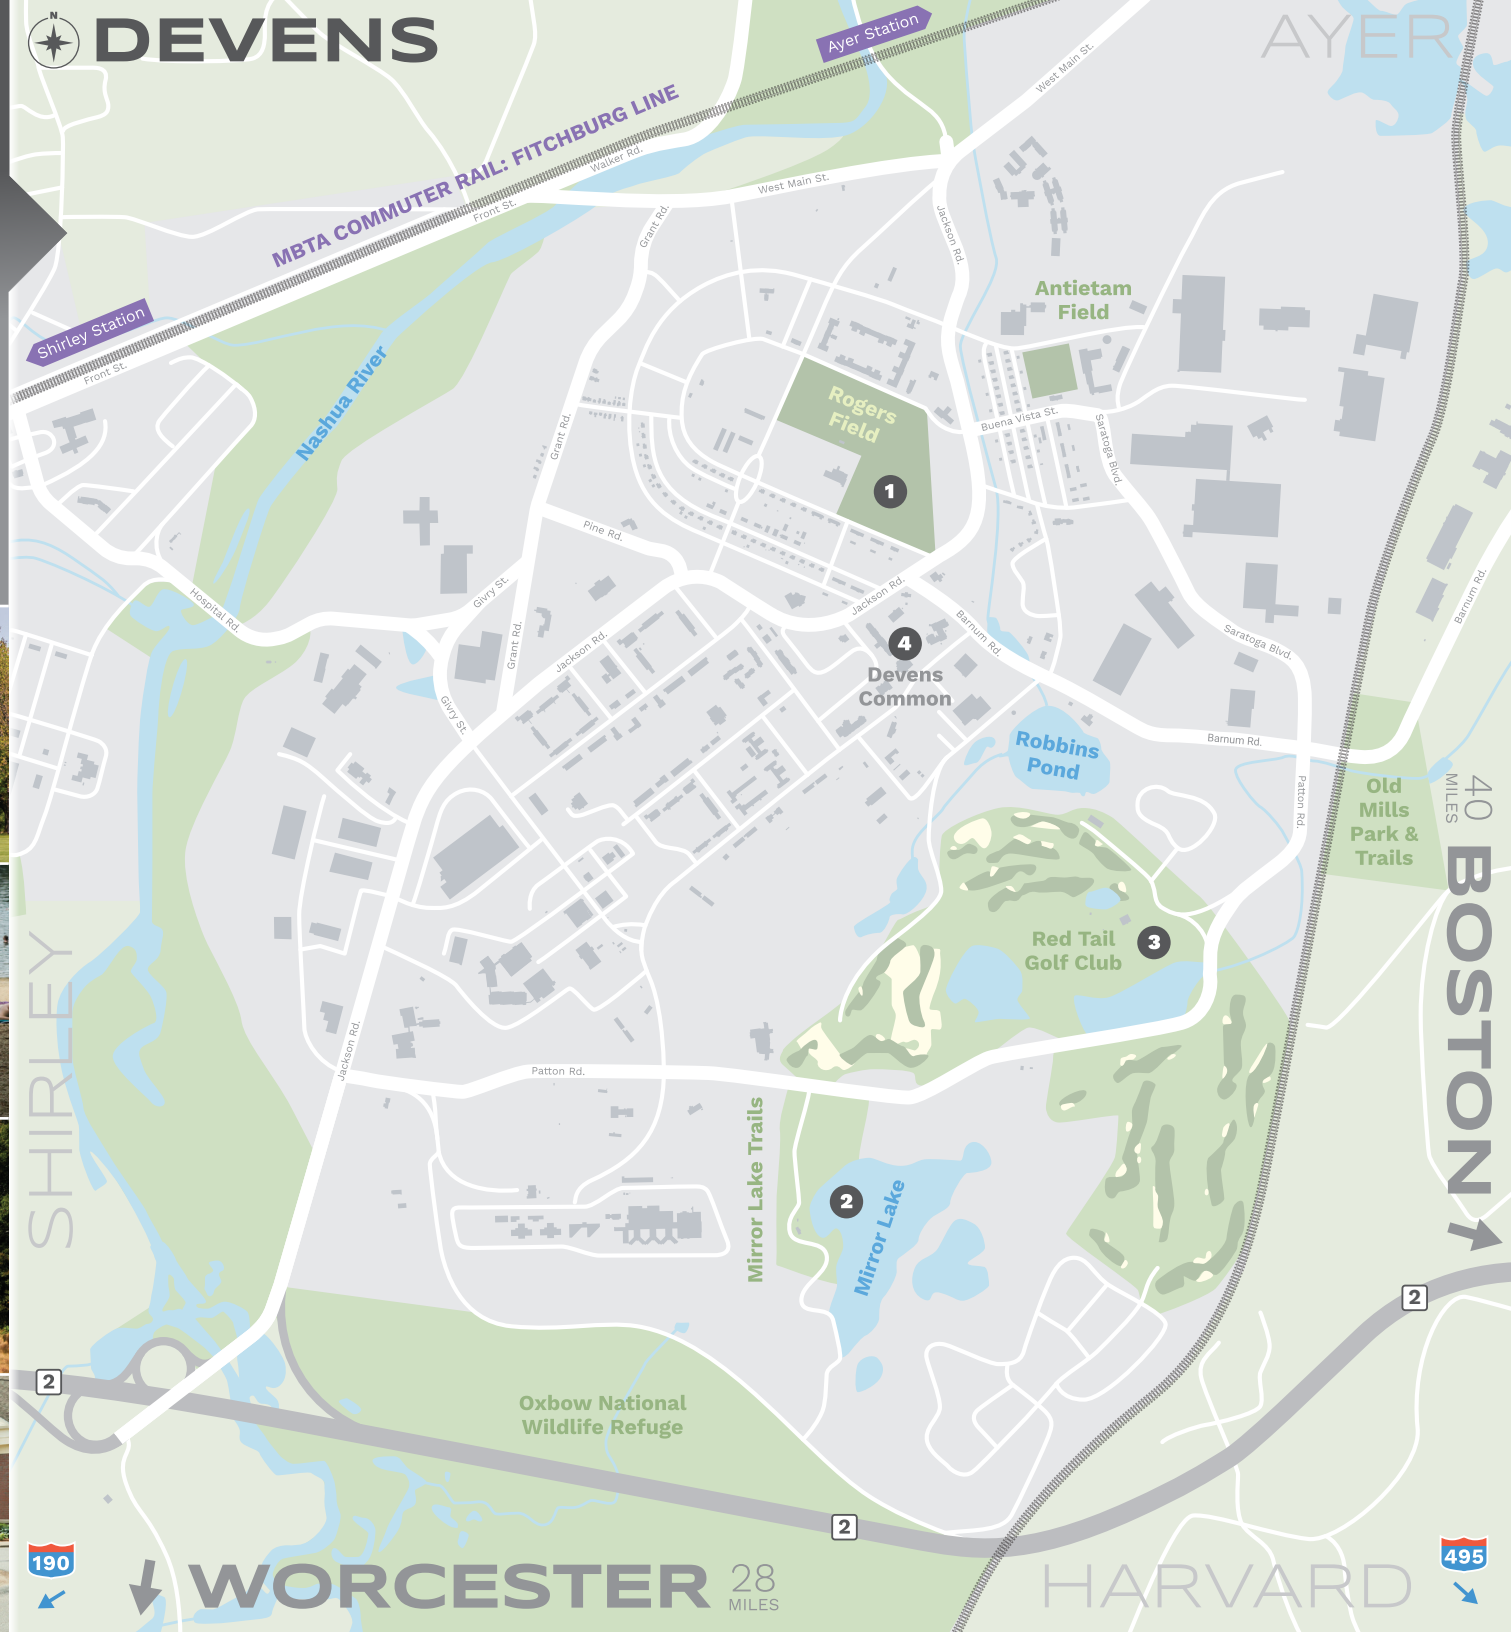 N
DEVENS
Ayer Station
AYER
West Main St.
MBTA COMMUTER RAIL: FITCHBURG LINE
Walker Rd.
Front St.
West Main St.
Grant Rd.
Jackson Rd.
Antietam
Field
Shirley Station
Front St.
Nashua River
Rogers
Field
1
Buena Vista St.
Saratoga Blvd.
Grant Rd.
Pine Rd.
Hospital Rd.
Givry St.
Grant Rd.
Jackson Rd.
Jackson Rd.
Barnum Rd.
Barnum Rd.
Saratoga Blvd.
4
Devens
Common
Givry St.
Robbins
Pond
Barnum Rd.
Patton Rd.
Old
Mills
Park &
Trails
40
MILES
BOSTON
Red Tail
Golf Club
3
SHIRLEY
Jackson Rd.
Patton Rd.
Mirror Lake Trails
2
Mirror Lake
2
2
Oxbow National
Wildlife Refuge
2
190
WORCESTER
28
MILES
HARVARD
495